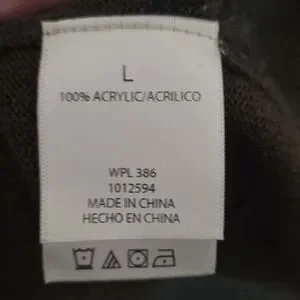 L
100% ACRYLIC/ACRILICO
WPL 386
1012594
MADE IN CHINA
HECHO EN CHINA